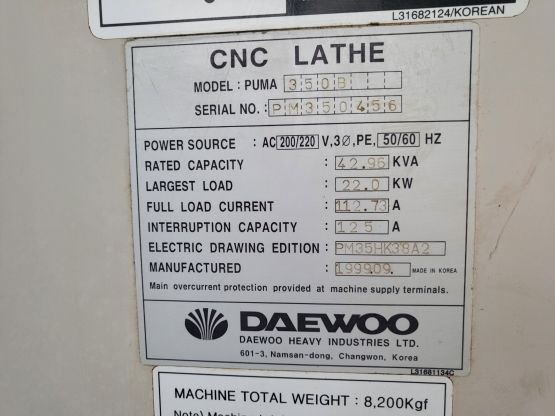 L31682124/KOREAN
CNC LATHE
MODEL: PUMA 350B
SERIAL NO.: PM350456
POWER SOURCE : AC 200/220 V,3Ø,PE, 50/60 HZ
RATED CAPACITY : 42.95 KVA
LARGEST LOAD : 22.0 KW
FULL LOAD CURRENT : 112.73 A
INTERRUPTION CAPACITY : 125 A
ELECTRIC DRAWING EDITION : PM35HK38A2
MANUFACTURED : 199909. MADE IN KOREA
Main overcurrent protection provided at machine supply terminals.
DAEWOO
DAEWOO HEAVY INDUSTRIES LTD.
601-3, Namsan-dong, Changwon, Korea
L31681134C
MACHINE TOTAL WEIGHT : 8,200Kgf